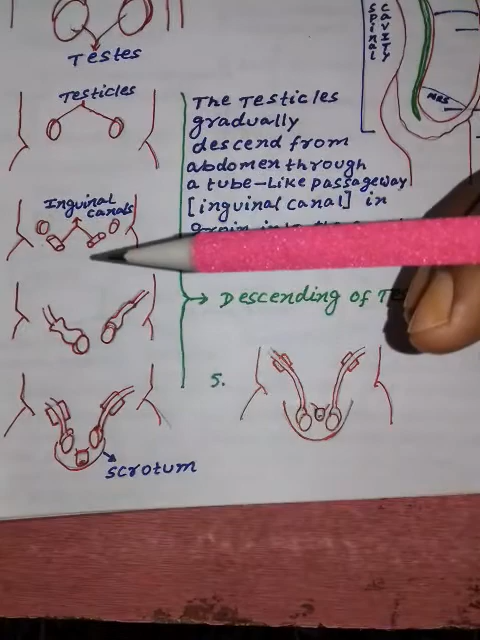 Testes
SPINAL
CAVITY
Testicles
The Testicles
gradually
descend from
abdomen through
a tube-like passageway
[inguinal canal] in
Inguinal
canals
Descending of
5.
scrotum